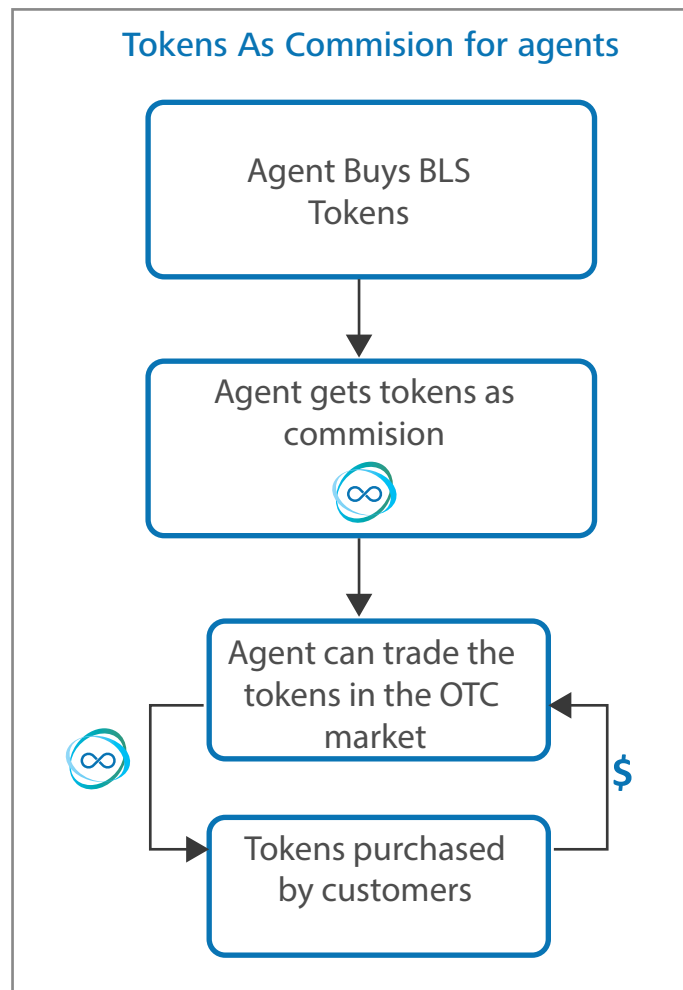 Tokens As Commision for agents
Agent Buys BLS
Tokens
Agent gets tokens as
commision
Agent can trade the
tokens in the OTC
market
$
Tokens purchased
by customers